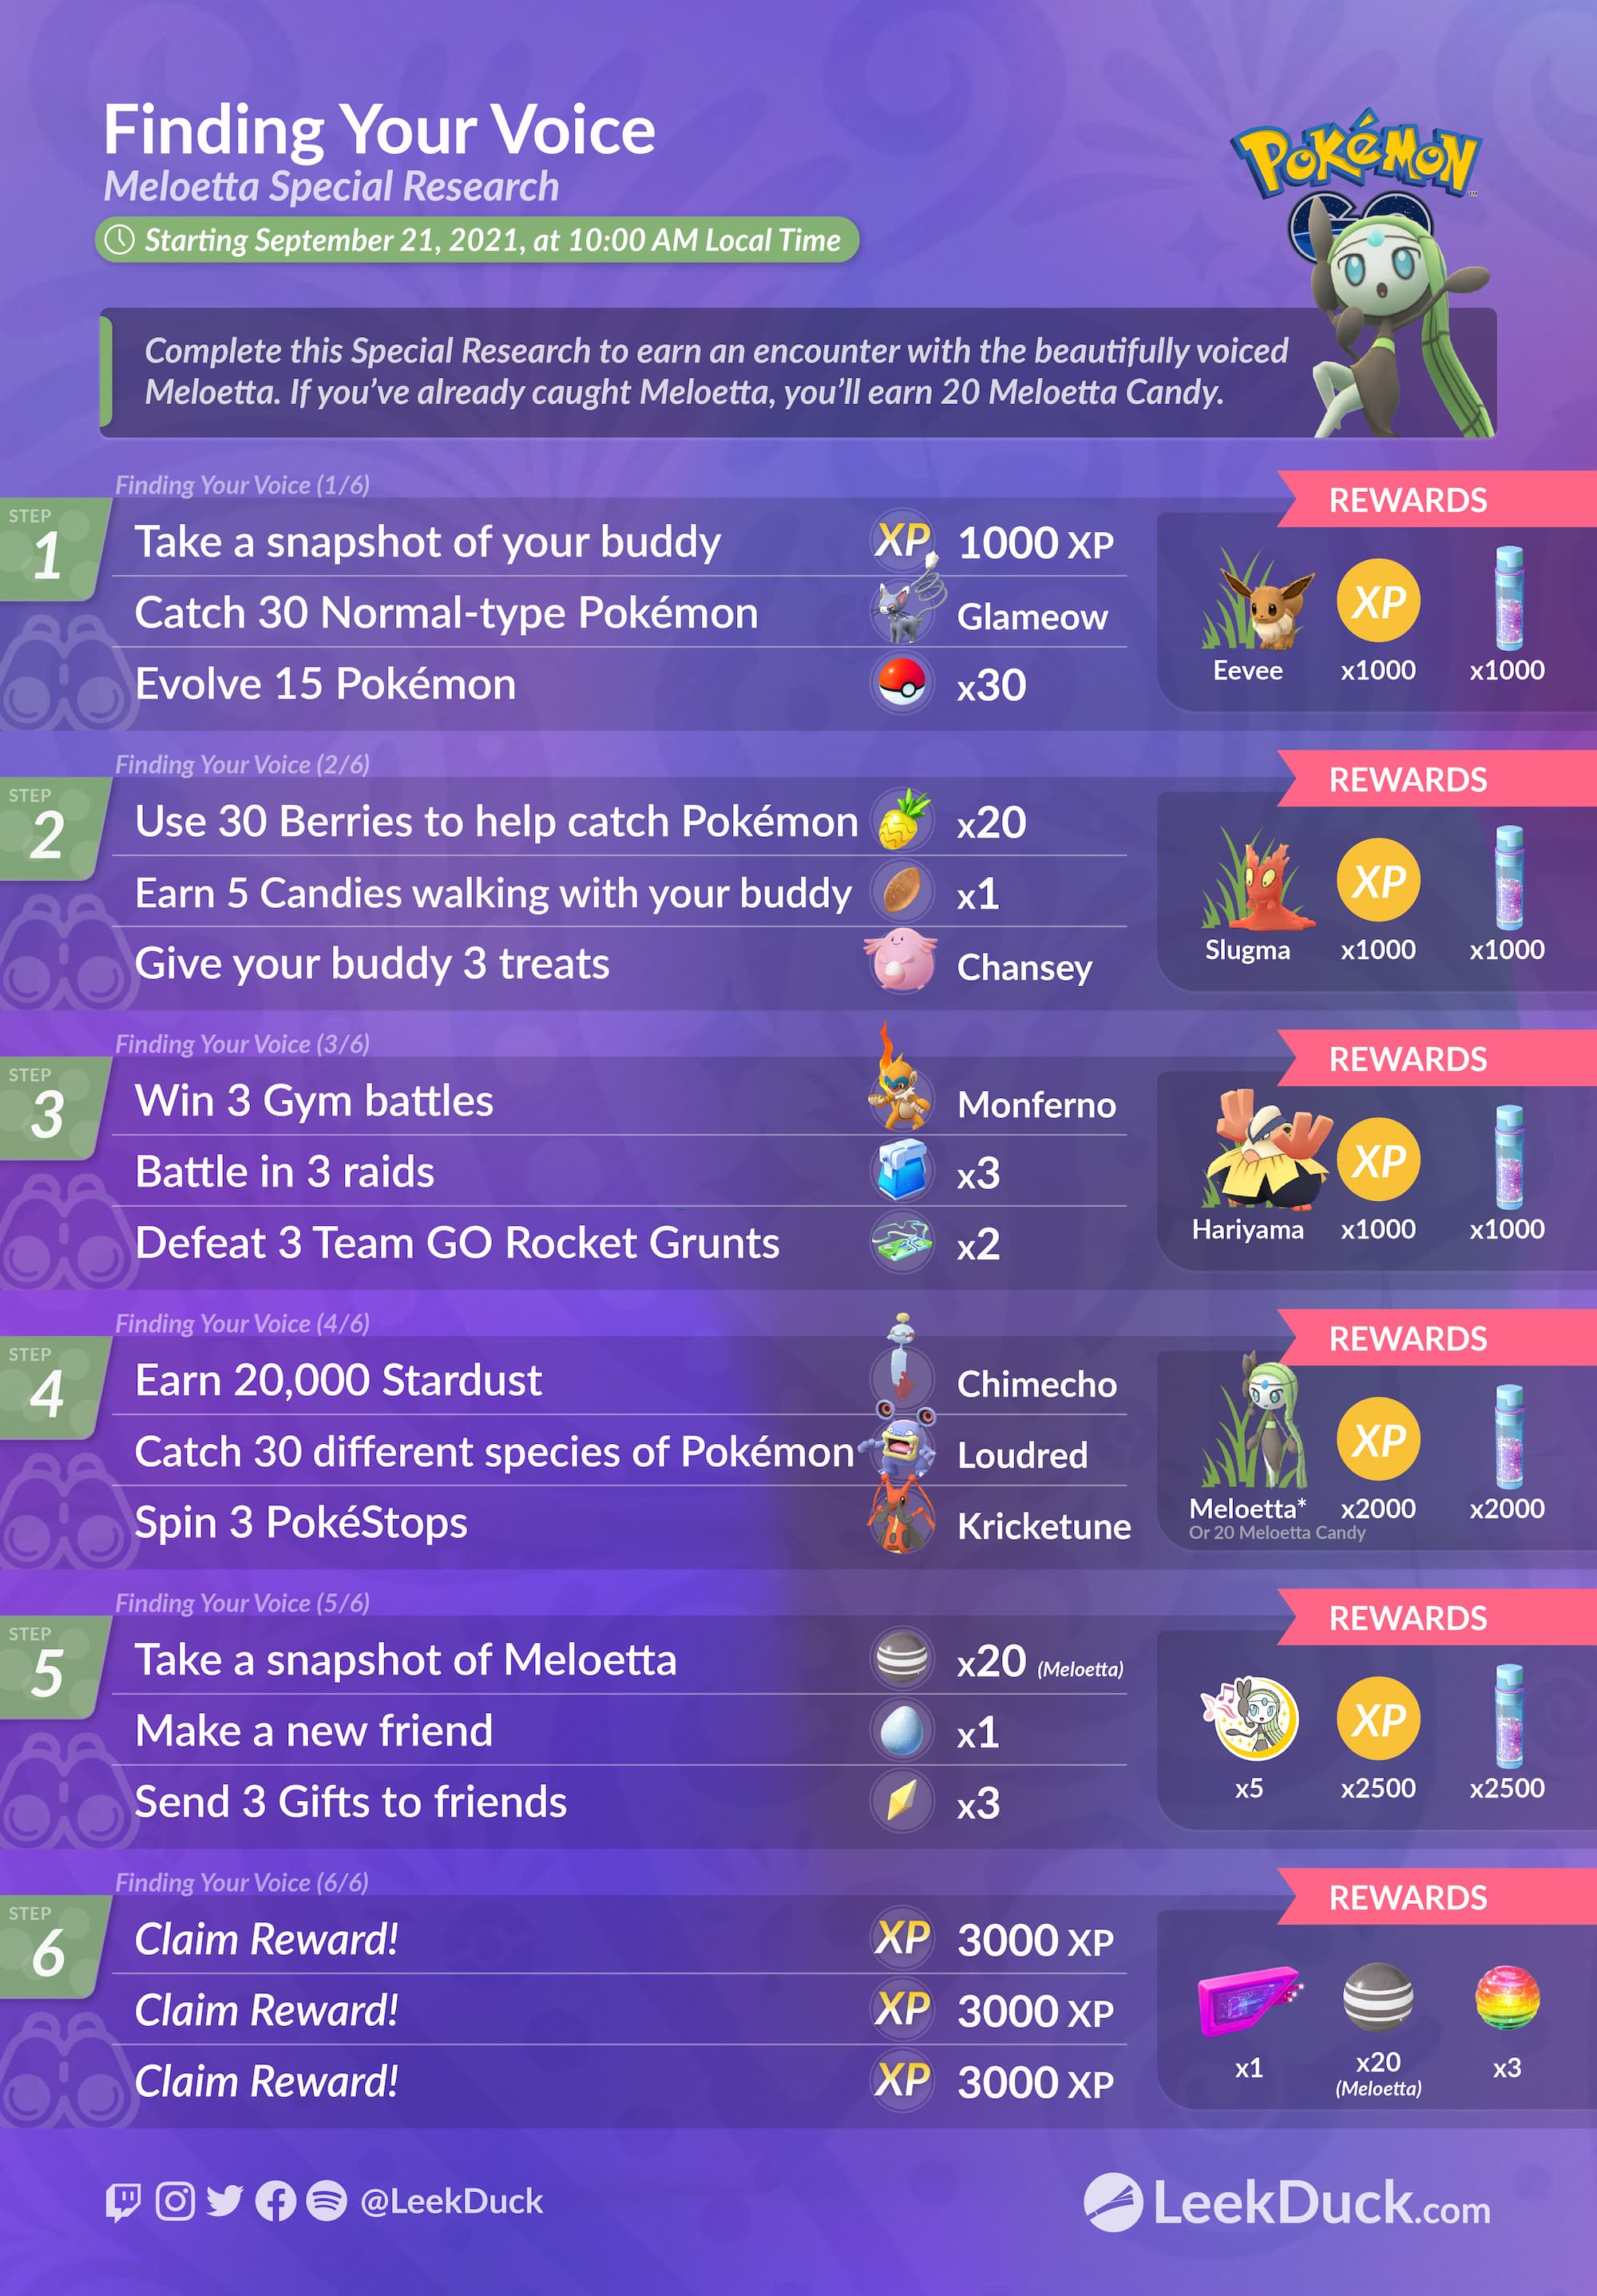 Finding Your Voice
Meloetta Special Research
Starting September 21, 2021, at 10:00 AM Local Time
POKéMON
GO
Complete this Special Research to earn an encounter with the beautifully voiced
Meloetta. If you’ve already caught Meloetta, you’ll earn 20 Meloetta Candy.
Finding Your Voice (1/6)
STEP
1
Take a snapshot of your buddy
XP 1000 XP
Catch 30 Normal-type Pokémon
Glameow
Evolve 15 Pokémon
x30
REWARDS
XP
Eevee x1000 x1000
Finding Your Voice (2/6)
STEP
2
Use 30 Berries to help catch Pokémon
x20
Earn 5 Candies walking with your buddy
x1
Give your buddy 3 treats
Chansey
REWARDS
XP
Slugma x1000 x1000
Finding Your Voice (3/6)
STEP
3
Win 3 Gym battles
Monferno
Battle in 3 raids
x3
Defeat 3 Team GO Rocket Grunts
x2
REWARDS
XP
Hariyama x1000 x1000
Finding Your Voice (4/6)
STEP
4
Earn 20,000 Stardust
Chimecho
Catch 30 different species of Pokémon
Loudred
Spin 3 PokéStops
Kricketune
REWARDS
XP
Meloetta* x2000 x2000
Or 20 Meloetta Candy
Finding Your Voice (5/6)
STEP
5
Take a snapshot of Meloetta
x20 (Meloetta)
Make a new friend
x1
Send 3 Gifts to friends
x3
REWARDS
XP
x5 x2500 x2500
Finding Your Voice (6/6)
STEP
6
Claim Reward!
XP 3000 XP
Claim Reward!
XP 3000 XP
Claim Reward!
XP 3000 XP
REWARDS
x1 x20 x3
(Meloetta)
@LeekDuck
LeekDuck.com